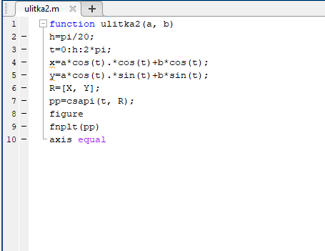 ulitka2.m × +
1 function ulitka2(a, b)
2 – h=pi/20;
3 – t=0:h:2*pi;
4 – x=a*cos(t).*cos(t)+b*cos(t);
5 – y=a*cos(t).*sin(t)+b*sin(t);
6 – R=[X, Y];
7 – pp=csapi(t, R);
8 – figure
9 – fnplt(pp)
10 – axis equal